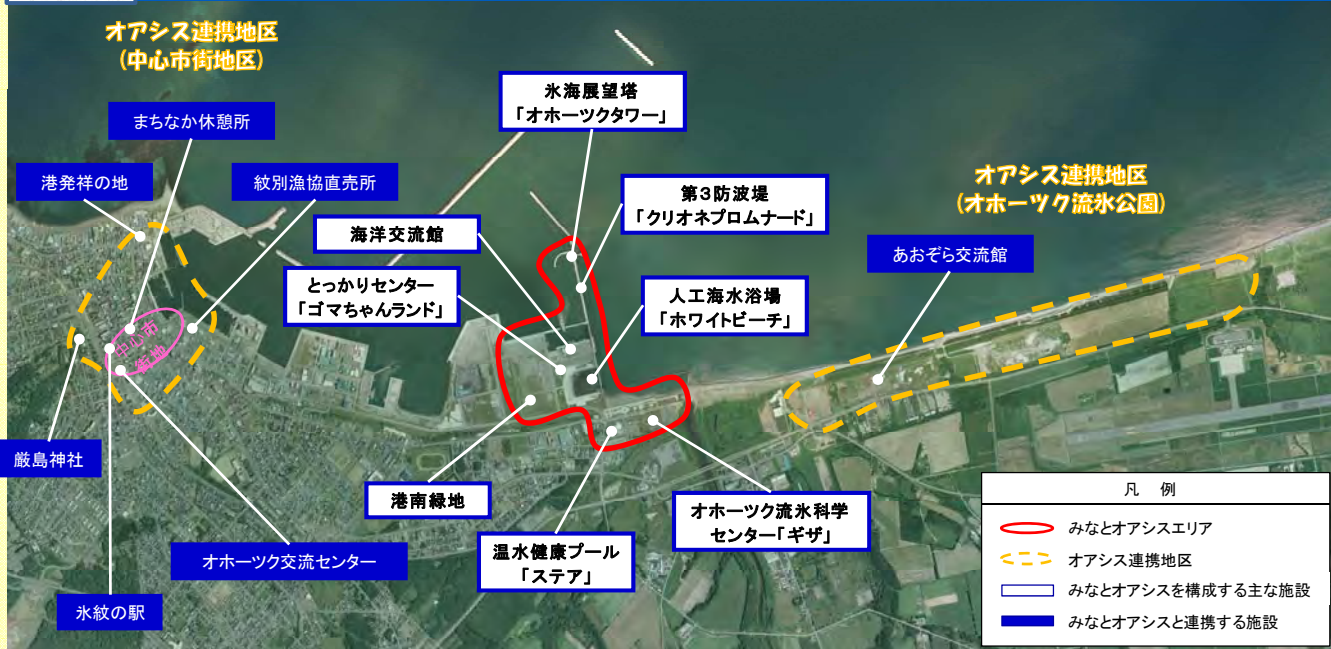 オアシス連携地区
(中心市街地区)
まちなか休憩所
港発祥の地
紋別漁協直売所
氷海展望塔
「オホーツクタワー」
第3防波堤
「クリオネプロムナード」
海洋交流館
とっかりセンター
「ゴマちゃんランド」
人工海水浴場
「ホワイトビーチ」
オアシス連携地区
(オホーツク流氷公園)
あおぞら交流館
中心市
街地
厳島神社
氷紋の駅
オホーツク交流センター
港南緑地
温水健康プール
「ステア」
オホーツク流氷科学
センター「ギザ」
凡 例
みなとオアシスエリア
オアシス連携地区
みなとオアシスを構成する主な施設
みなとオアシスと連携する施設